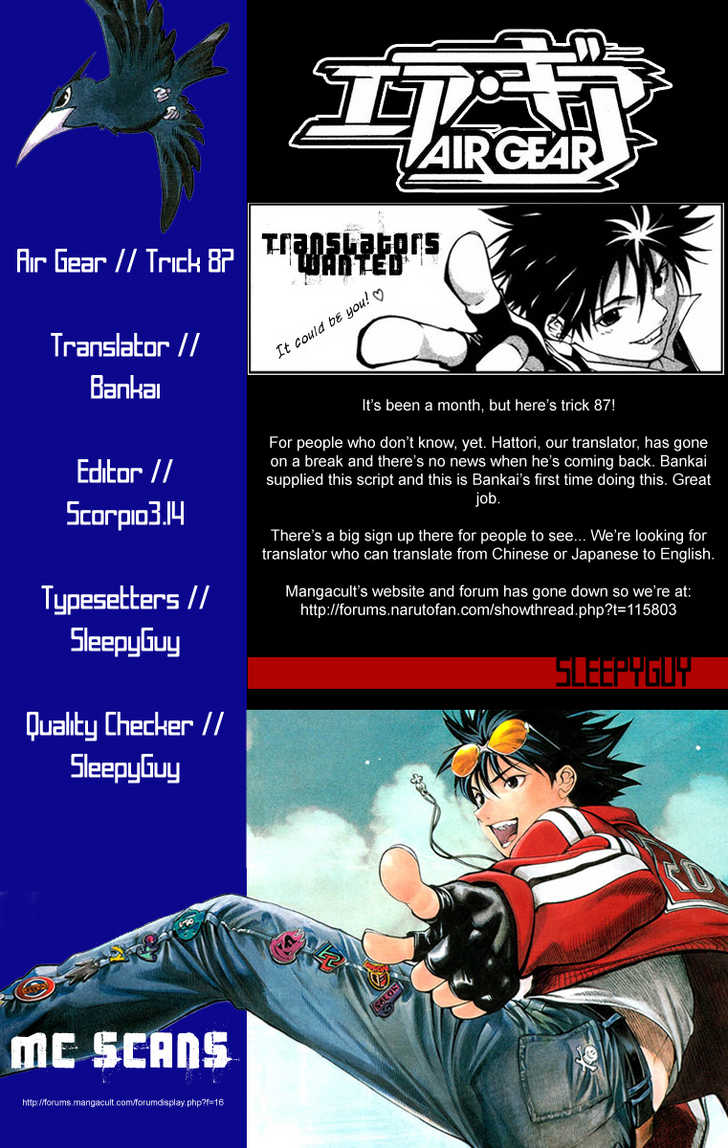 エア・ギア
AIR GEAR
Air Gear // Trick 87
Translator //
Bankai
Editor //
Scorpio3.14
Typesetters //
SleepyGuy
Quality Checker //
SleepyGuy
MC SCANS
http://forums.mangacult.com/forumdisplay.php?f=16
Translators
Wanted
It could be you! ♡
It's been a month, but here's trick 87!
For people who don't know, yet. Hattori, our translator, has gone
on a break and there's no news when he's coming back. Bankai
supplied this script and this is Bankai's first time doing this. Great
job.
There's a big sign up there for people to see... We're looking for
translator who can translate from Chinese or Japanese to English.
Mangacult's website and forum has gone down so we're at:
http://forums.narutofan.com/showthread.php?t=115803
SLEEPYGUY